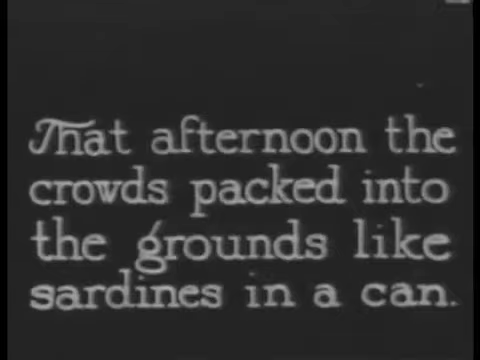 That afternoon the
crowds packed into
the grounds like
sardines in a can.